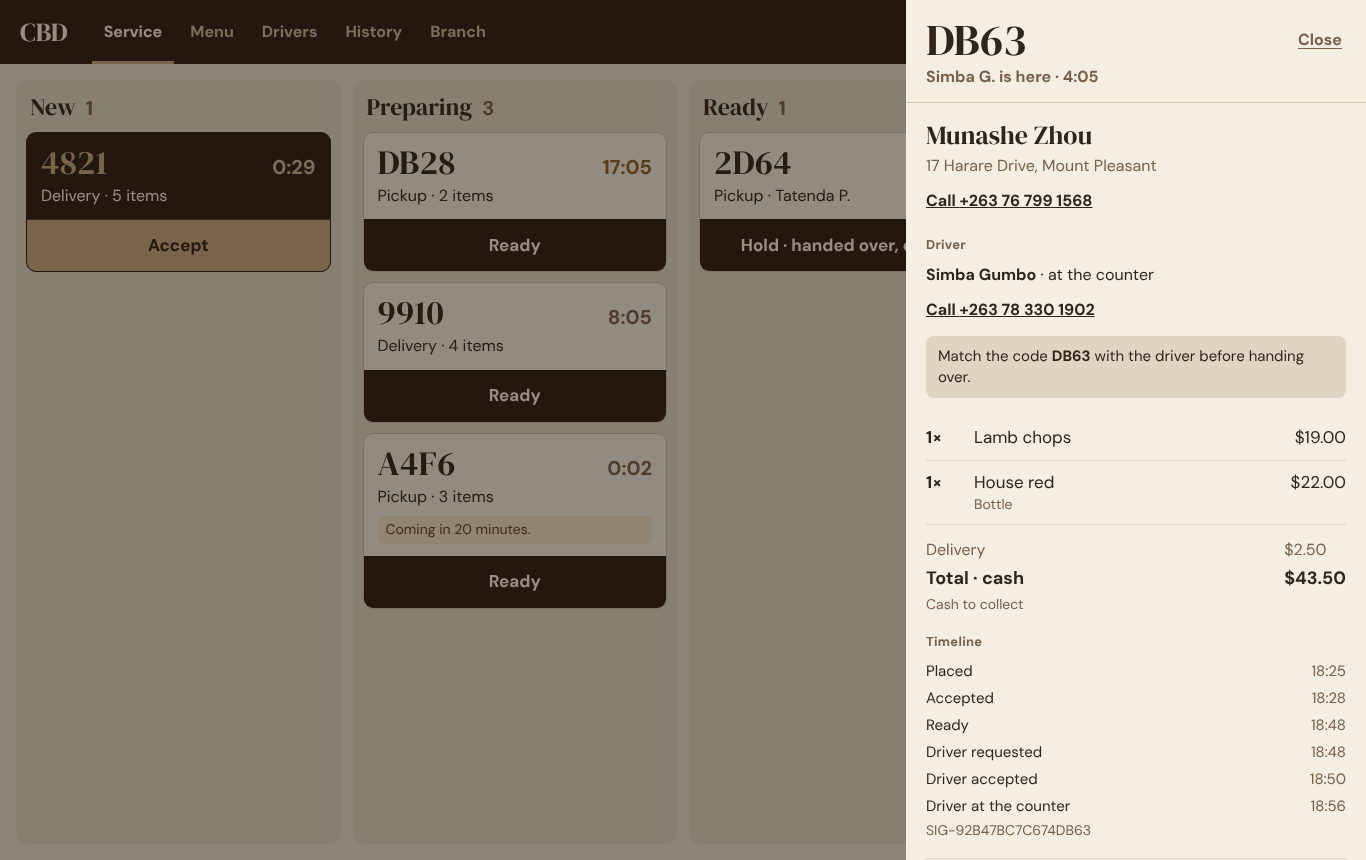 CBD
Service
Menu
Drivers
History
Branch
New 1
4821 0:29
Delivery · 5 items
Accept
Preparing 3
DB28 17:05
Pickup · 2 items
Ready
9910 8:05
Delivery · 4 items
Ready
A4F6 0:02
Pickup · 3 items
Coming in 20 minutes.
Ready
Ready 1
2D64
Pickup · Tatenda P.
Hold · handed over,
DB63
Close
Simba G. is here · 4:05
Munashe Zhou
17 Harare Drive, Mount Pleasant
Call +263 76 799 1568
Driver
Simba Gumbo · at the counter
Call +263 78 330 1902
Match the code DB63 with the driver before handing
over.
1× Lamb chops $19.00
1× House red $22.00
Bottle
Delivery $2.50
Total · cash $43.50
Cash to collect
Timeline
Placed 18:25
Accepted 18:28
Ready 18:48
Driver requested 18:48
Driver accepted 18:50
Driver at the counter 18:56
SIG-92B47BC7C674DB63